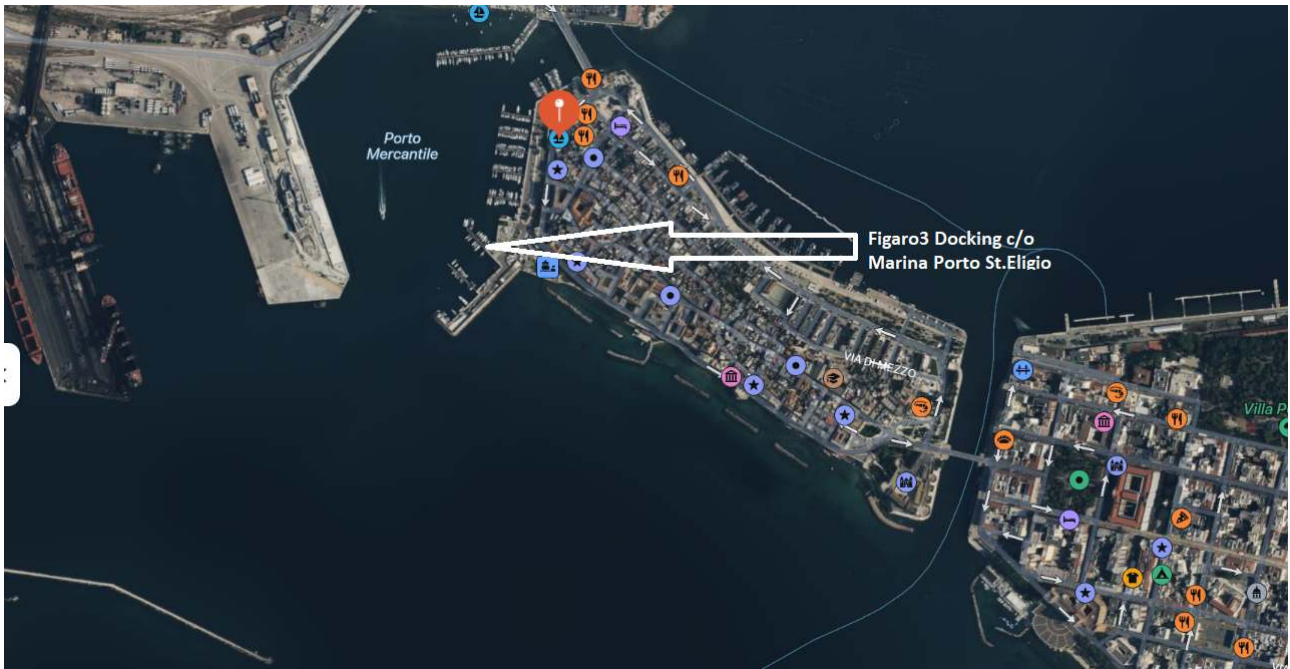 Porto
Mercantile
Figaro3 Docking c/o
Marina Porto St.Eligio
VIA DI MEZZO
Villa